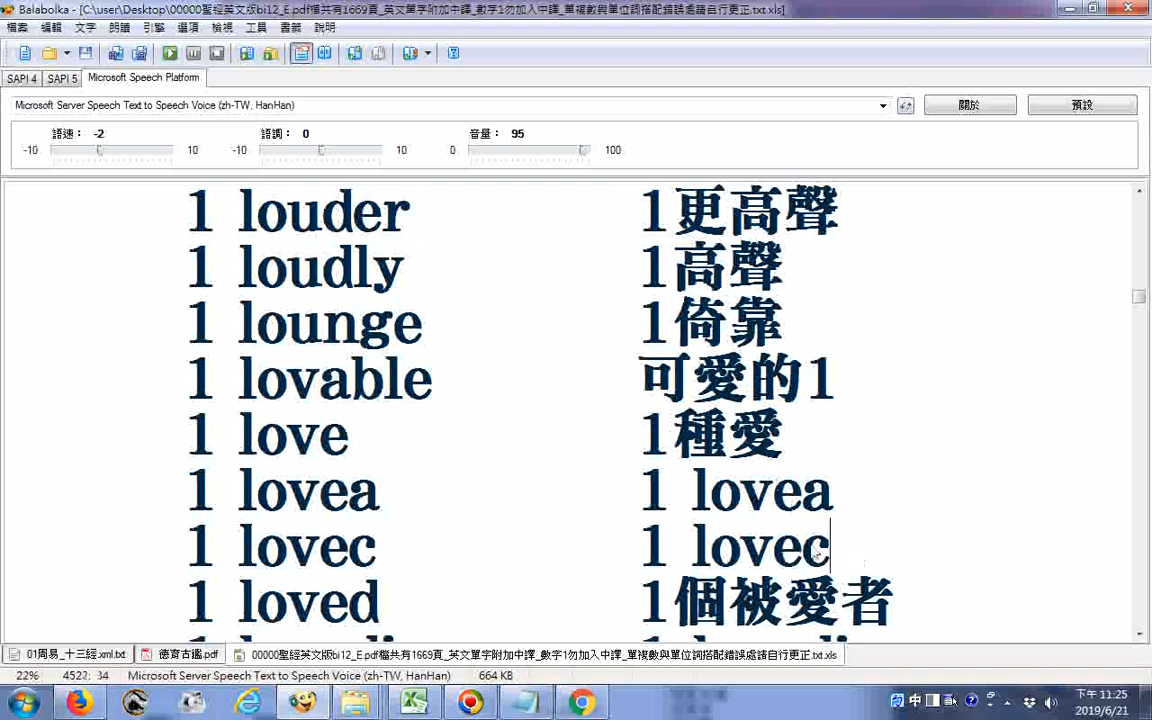 Balabolka - [C:\user\Desktop\00000聖經英文版bi12_E.pdf檔共有1669頁_英文單字附加中譯_數字1勿加入中譯_單複數與單位詞搭配錯誤處請自行更正.txt.xls]
檔案 編輯 文字 朗讀 引擎 選項 檢視 工具 書籤 說明
SAPI 4 SAPI 5 Microsoft Speech Platform
Microsoft Server Speech Text to Speech Voice (zh-TW, HanHan) 關於 預設
語速： -2 語調： 0 音量： 95
-10 10 -10 10 0 100
1 louder 1更高聲
1 loudly 1高聲
1 lounge 1倚靠
1 lovable 可愛的1
1 love 1種愛
1 lovea 1 lovea
1 lovec 1 lovec
1 loved 1個被愛者
01周易_十三經.xml.txt 德育古鑑.pdf 00000聖經英文版bi12_E.pdf檔共有1669頁_英文單字附加中譯_數字1勿加入中譯_單複數與單位詞搭配錯誤處請自行更正.txt.xls
22% 4522: 34 Microsoft Server Speech Text to Speech Voice (zh-TW, HanHan) 664 KB
中 下午 11:25
2019/6/21